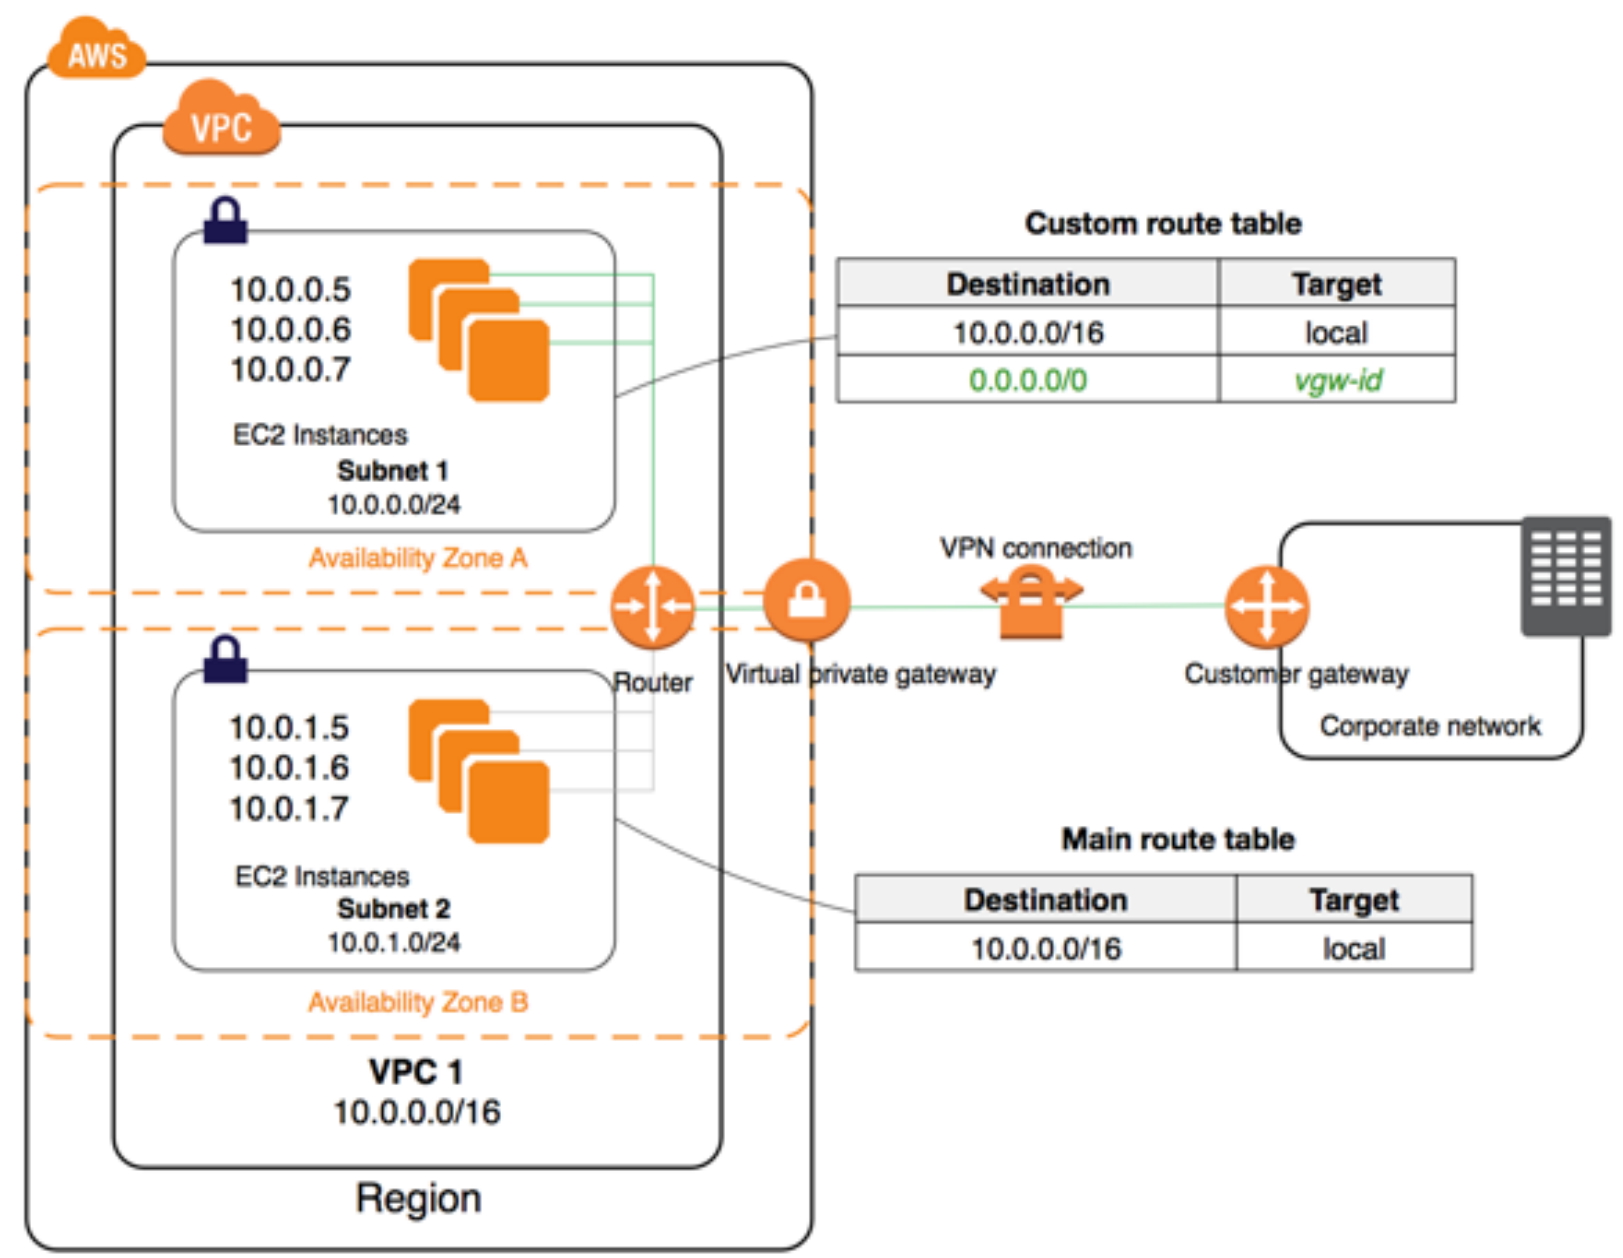 AWS
VPC
10.0.0.5
10.0.0.6
10.0.0.7
EC2 Instances
Subnet 1
10.0.0.0/24
Availability Zone A
Custom route table
Destination Target
10.0.0.0/16 local
0.0.0.0/0 vgw-id
VPN connection
Router
Virtual private gateway
Customer gateway
Corporate network
10.0.1.5
10.0.1.6
10.0.1.7
EC2 Instances
Subnet 2
10.0.1.0/24
Availability Zone B
Main route table
Destination Target
10.0.0.0/16 local
VPC 1
10.0.0.0/16
Region